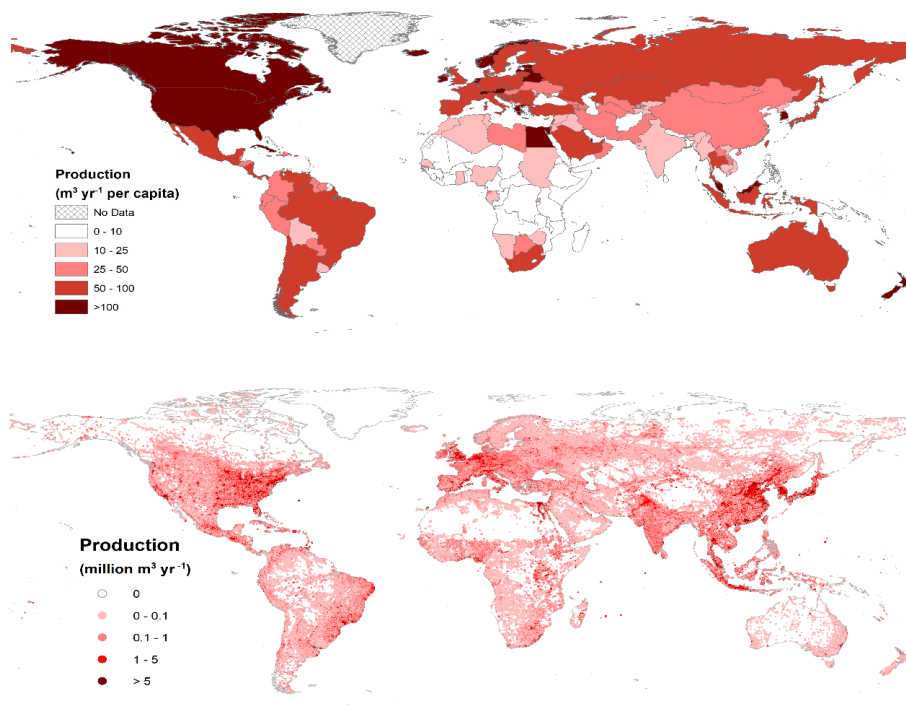 Production
(m³ yr⁻¹ per capita)
No Data
0 - 10
10 - 25
25 - 50
50 - 100
>100
Production
(million m³ yr⁻¹)
0
0 - 0.1
0.1 - 1
1 - 5
> 5